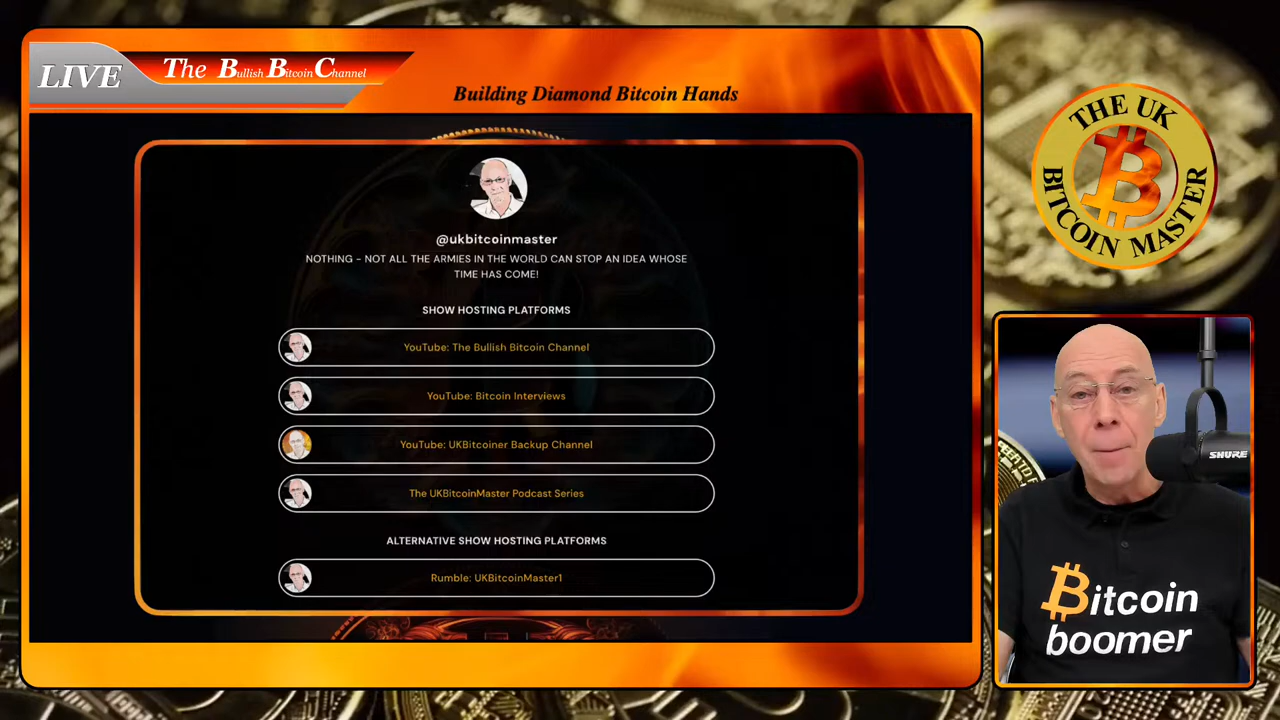 LIVE
The Bullish Bitcoin Channel
Building Diamond Bitcoin Hands
@ukbitcoinmaster
NOTHING - NOT ALL THE ARMIES IN THE WORLD CAN STOP AN IDEA WHOSE
TIME HAS COME!
SHOW HOSTING PLATFORMS
YouTube: The Bullish Bitcoin Channel
YouTube: Bitcoin Interviews
YouTube: UKBitcoiner Backup Channel
The UKBitcoinMaster Podcast Series
ALTERNATIVE SHOW HOSTING PLATFORMS
Rumble: UKBitcoinMaster1
THE UK
BITCOIN MASTER
SHURE
Bitcoin
boomer